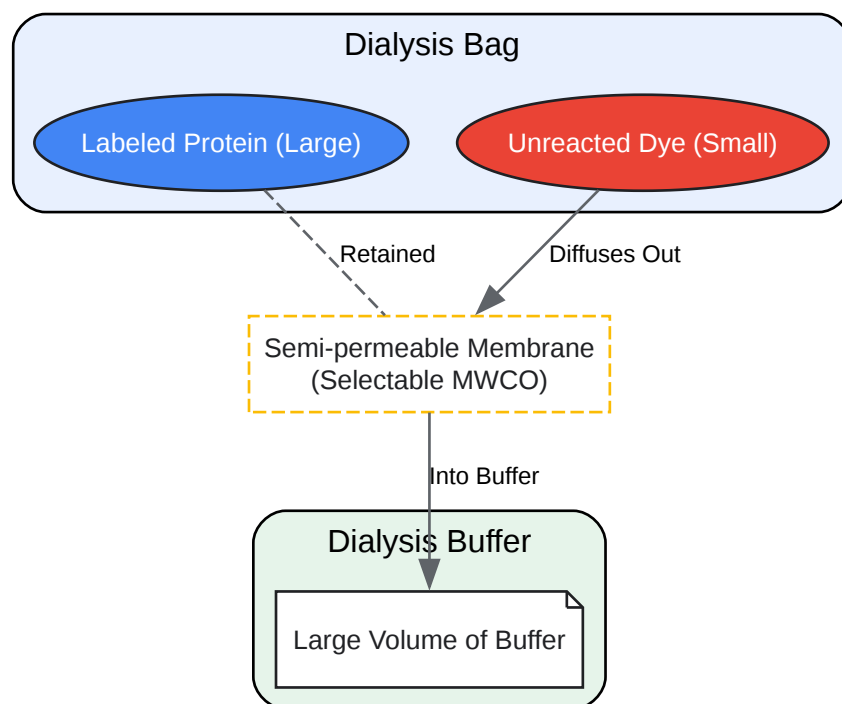 Dialysis Bag
Labeled Protein (Large)
Unreacted Dye (Small)
Retained
Diffuses Out
Semi-permeable Membrane
(Selectable MWCO)
Into Buffer
Dialysis Buffer
Large Volume of Buffer